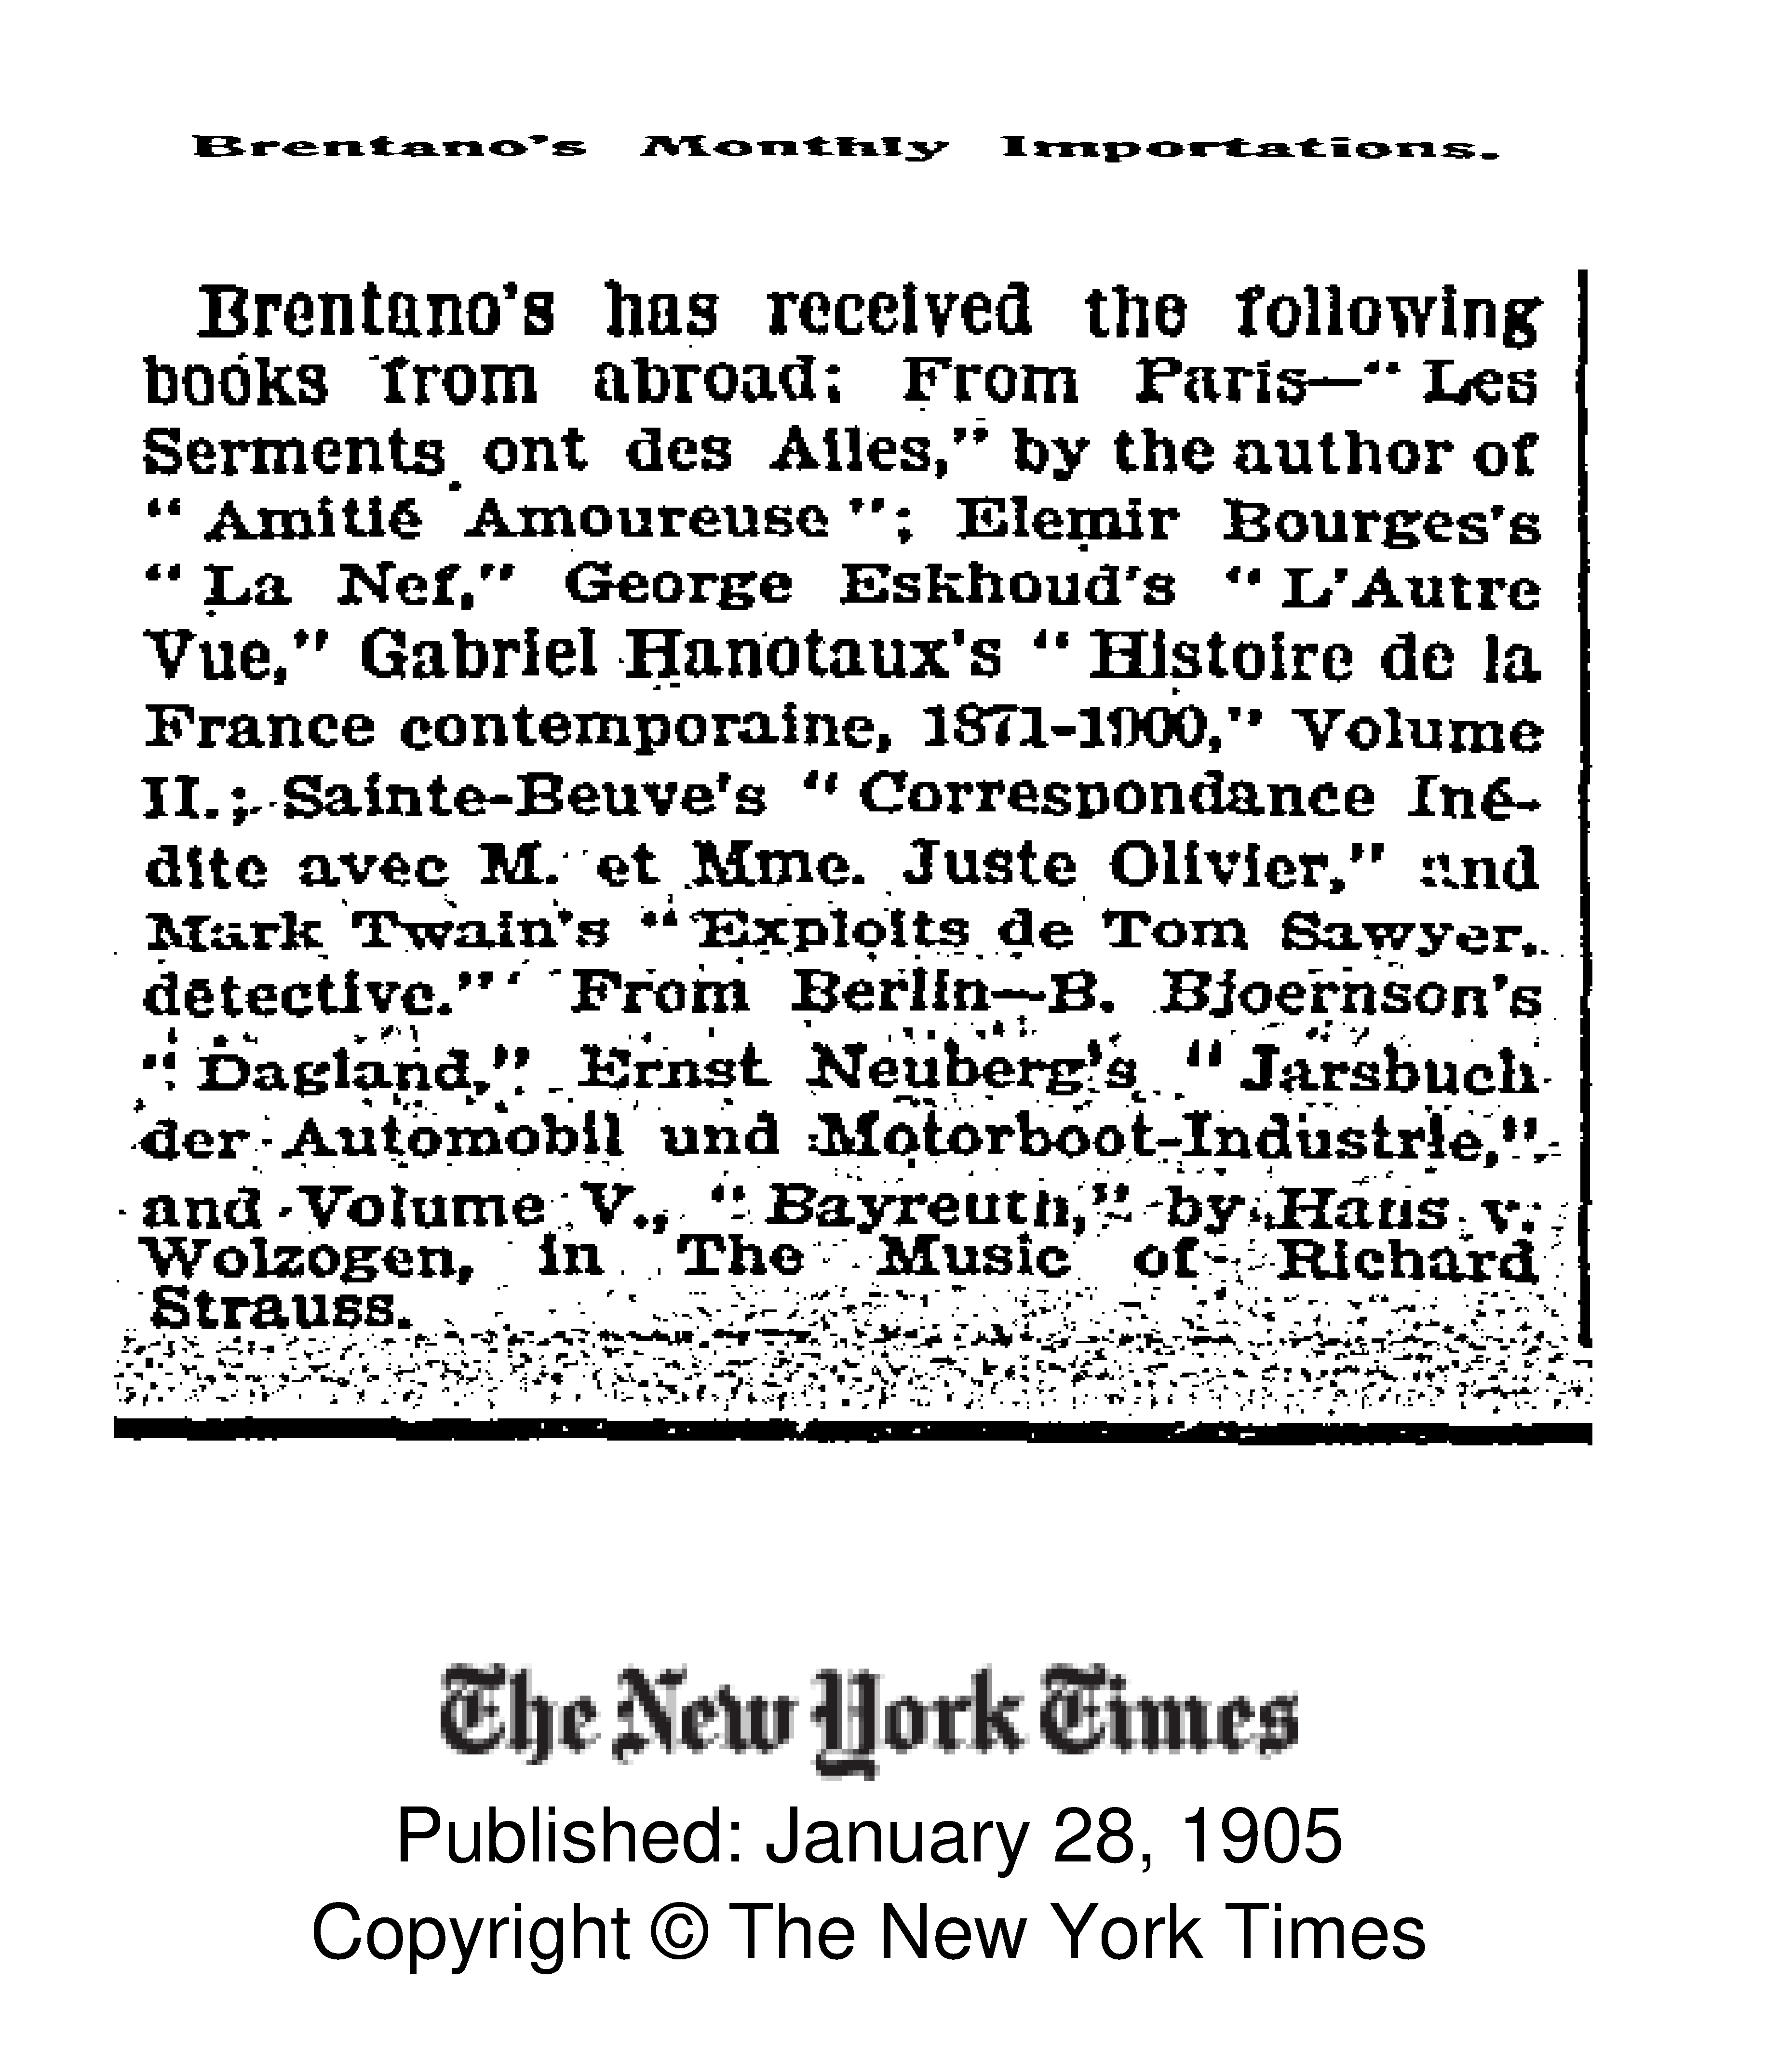 Brentano's Monthly Importations.
Brentano's has received the following
books from abroad: From Paris—“Les
Serments ont des Ailes,” by the author of
“Amitié Amoureuse”; Elemir Bourges's
“La Nef,” George Eskhoud's “L'Autre
Vue,” Gabriel Hanotaux's “Histoire de la
France contemporaine, 1871-1900,” Volume
II.; Sainte-Beuve's “Correspondance Iné-
dite avec M. et Mme. Juste Olivier,” and
Mark Twain's “Exploits de Tom Sawyer,
détective.” From Berlin—B. Bjoernson's
“Dagland,” Ernst Neuberg's “Jarsbuch
der Automobil und Motorboot-Industrie,”
and Volume V., “Bayreuth,” by Hans v.
Wolzogen, in The Music of Richard
Strauss.
The New York Times
Published: January 28, 1905
Copyright © The New York Times